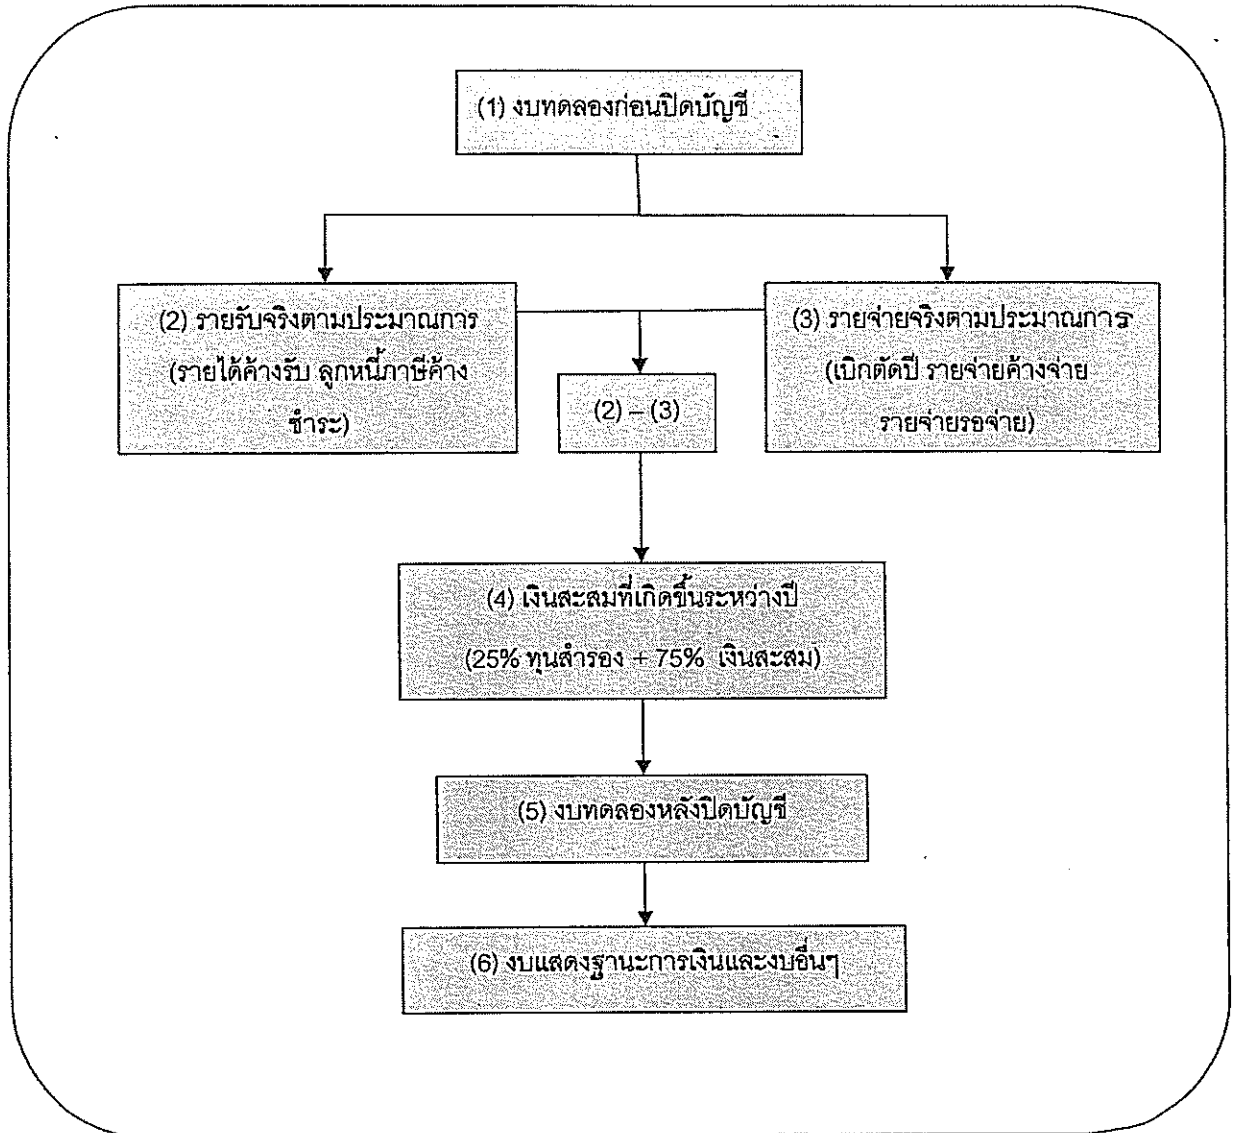 (1) งบทดลองก่อนปิดบัญชี
(2) รายรับจริงตามประมาณการ
(รายได้ค้างรับ ลูกหนี้ภาษีค้าง
ชำระ)
(2) – (3)
(3) รายจ่ายจริงตามประมาณการ
(เบิกตัดปี รายจ่ายค้างจ่าย
รายจ่ายรอจ่าย)
(4) เงินสะสมที่เกิดขึ้นระหว่างปี
(25% ทุนสำรอง + 75% เงินสะสม)
(5) งบทดลองหลังปิดบัญชี
(6) งบแสดงฐานะการเงินและงบอื่นๆ